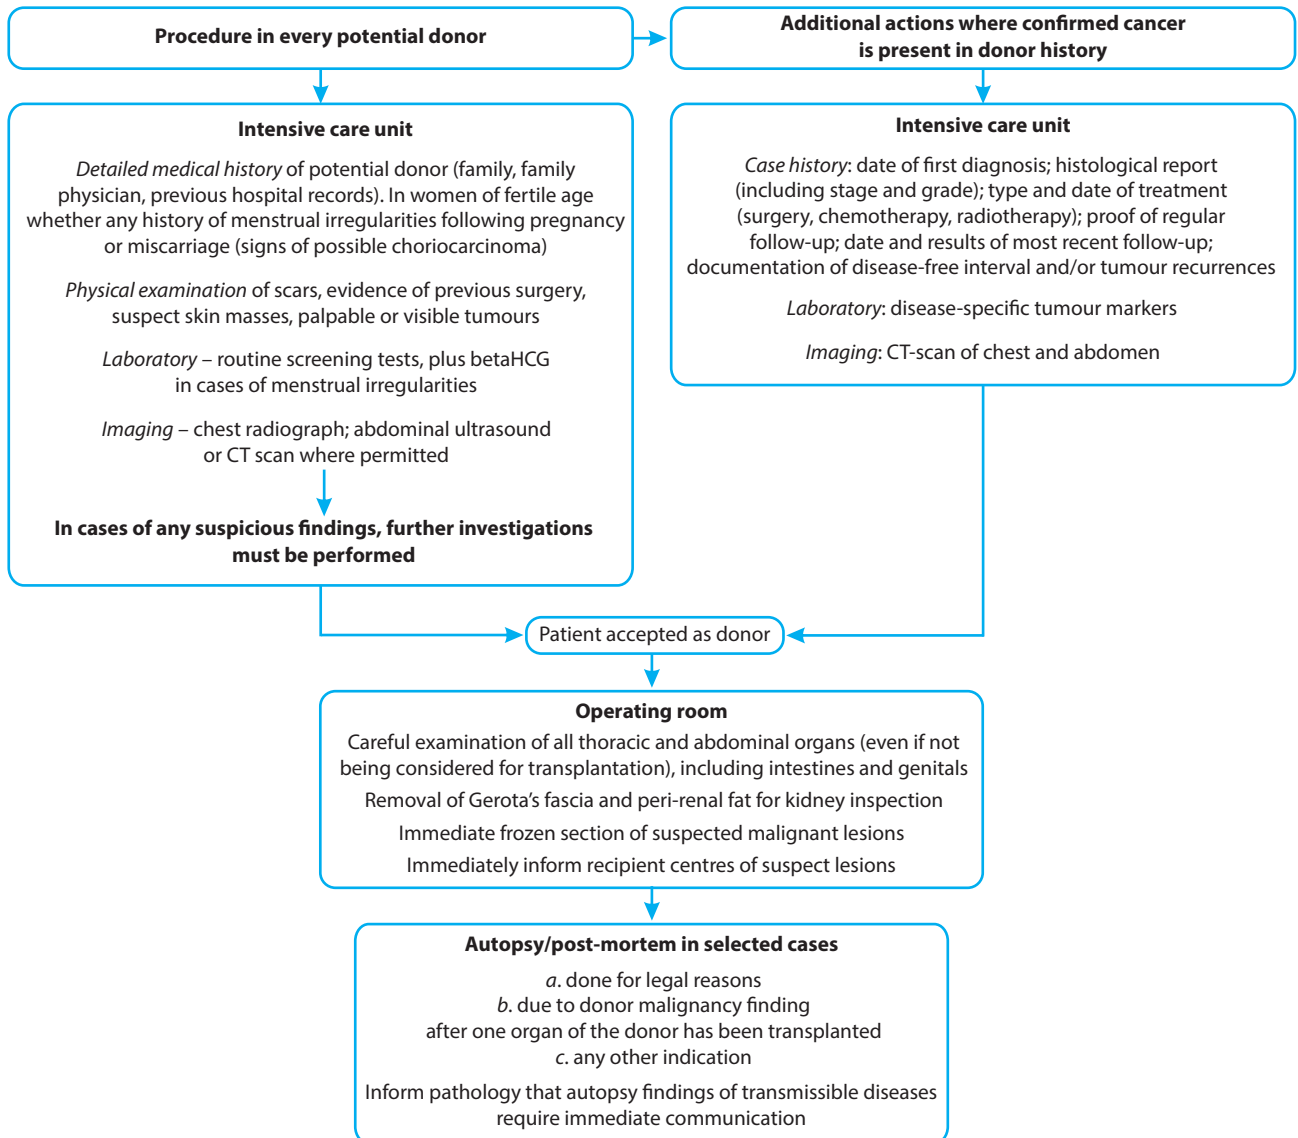 Procedure in every potential donor
Additional actions where confirmed cancer
is present in donor history
Intensive care unit
Detailed medical history of potential donor (family, family
physician, previous hospital records). In women of fertile age
whether any history of menstrual irregularities following pregnancy
or miscarriage (signs of possible choriocarcinoma)
Physical examination of scars, evidence of previous surgery,
suspect skin masses, palpable or visible tumours
Laboratory – routine screening tests, plus betaHCG
in cases of menstrual irregularities
Imaging – chest radiograph; abdominal ultrasound
or CT scan where permitted
In cases of any suspicious findings, further investigations
must be performed
Intensive care unit
Case history: date of first diagnosis; histological report
(including stage and grade); type and date of treatment
(surgery, chemotherapy, radiotherapy); proof of regular
follow-up; date and results of most recent follow-up;
documentation of disease-free interval and/or tumour recurrences
Laboratory: disease-specific tumour markers
Imaging: CT-scan of chest and abdomen
Patient accepted as donor
Operating room
Careful examination of all thoracic and abdominal organs (even if not
being considered for transplantation), including intestines and genitals
Removal of Gerota’s fascia and peri-renal fat for kidney inspection
Immediate frozen section of suspected malignant lesions
Immediately inform recipient centres of suspect lesions
Autopsy/post-mortem in selected cases
a. done for legal reasons
b. due to donor malignancy finding
after one organ of the donor has been transplanted
c. any other indication
Inform pathology that autopsy findings of transmissible diseases
require immediate communication